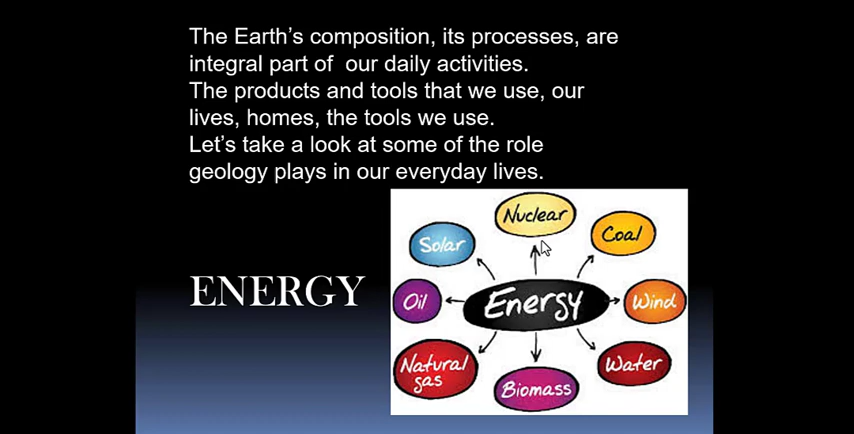 The Earth's composition, its processes, are
integral part of  our daily activities.
The products and tools that we use, our
lives, homes, the tools we use.
Let's take a look at some of the role
geology plays in our everyday lives.
ENERGY
Nuclear
Solar
Coal
Oil
Energy
Wind
Natural
gas
Biomass
Water